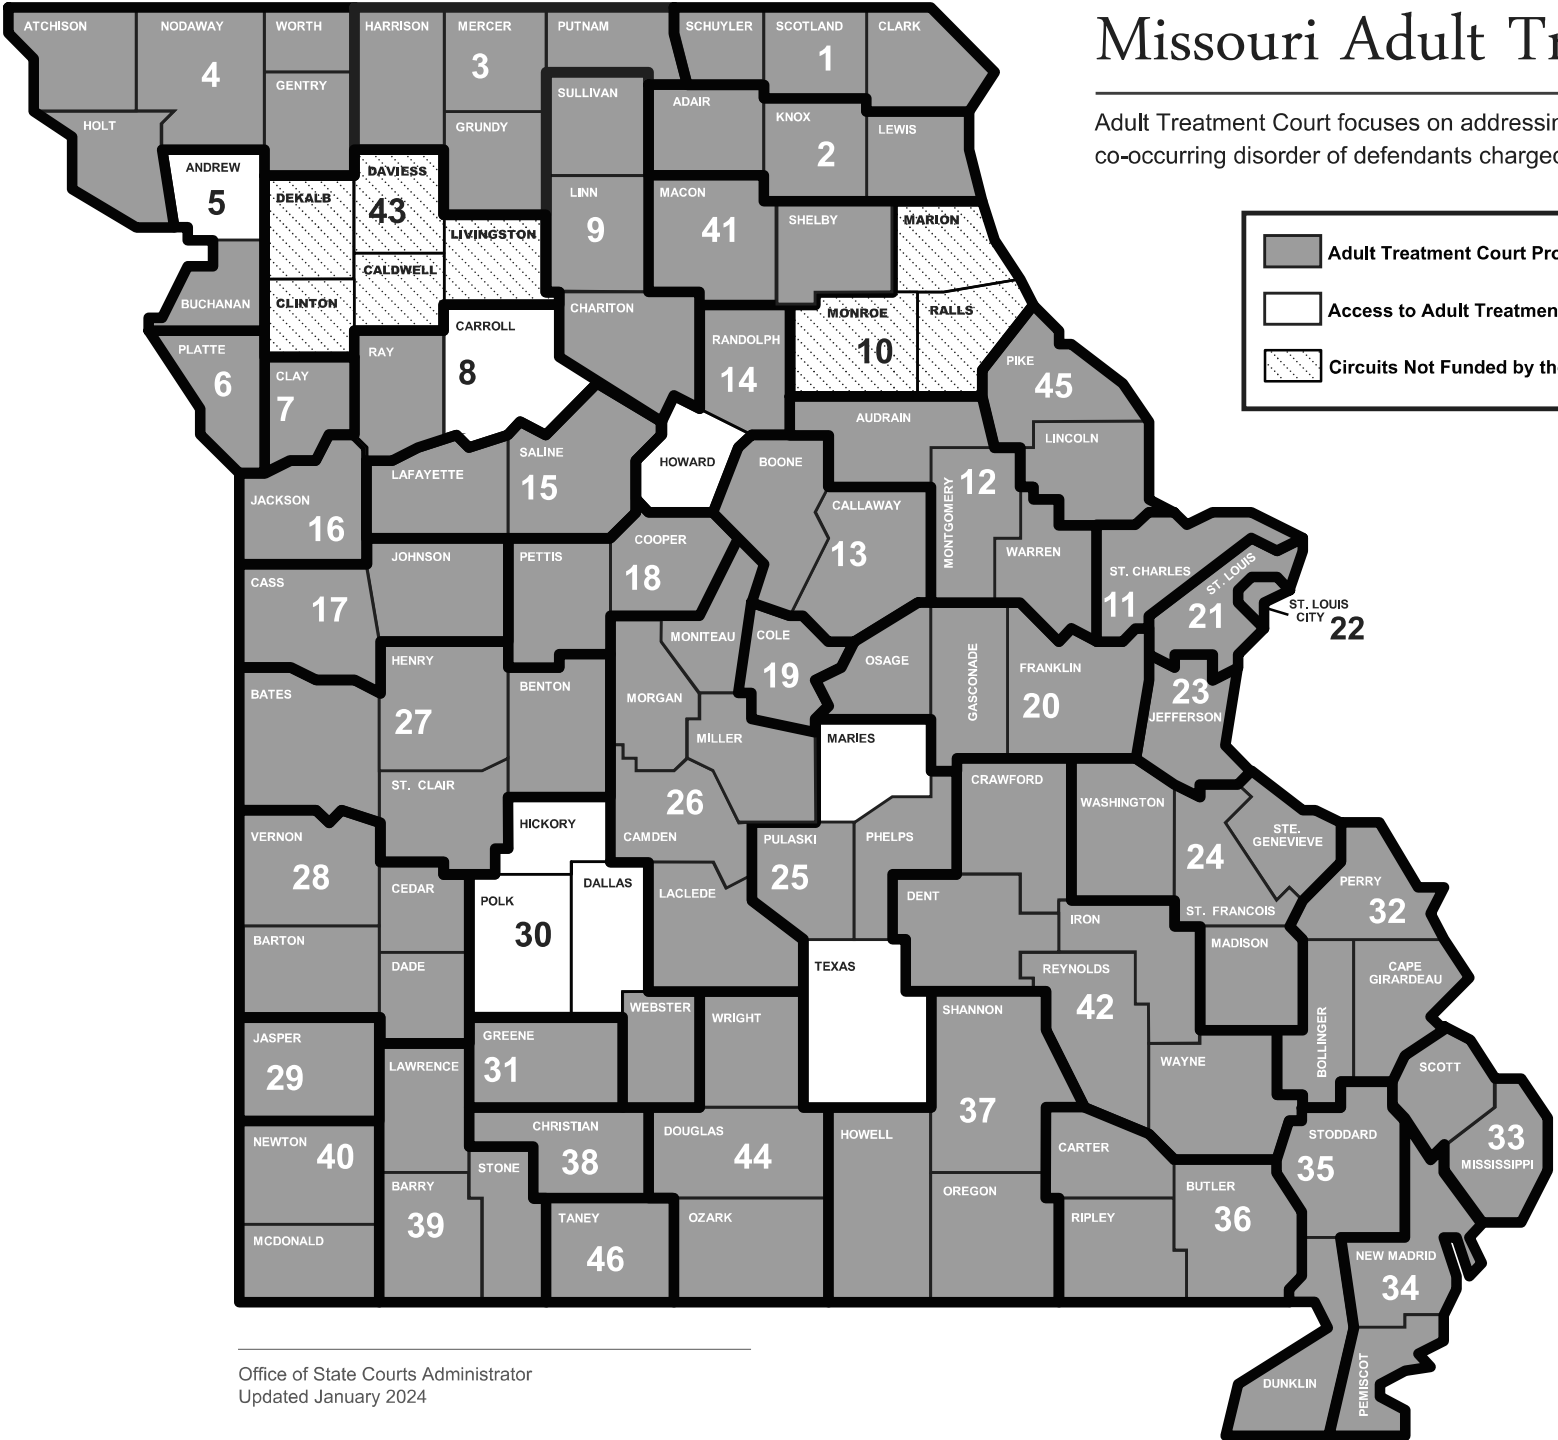 Missouri Adult Tr
Adult Treatment Court focuses on addressin
co-occurring disorder of defendants charged
Adult Treatment Court Pro
Access to Adult Treatmen
Circuits Not Funded by the
ATCHISON
NODAWAY
4
WORTH
GENTRY
HARRISON
MERCER
3
GRUNDY
PUTNAM
SULLIVAN
SCHUYLER
SCOTLAND
1
CLARK
ADAIR
KNOX
2
LEWIS
HOLT
ANDREW
5
DEKALB
DAVIESS
43
LIVINGSTON
LINN
9
MACON
41
SHELBY
MARION
BUCHANAN
CLINTON
CALDWELL
CARROLL
8
CHARITON
RANDOLPH
14
MONROE
10
RALLS
PLATTE
6
CLAY
7
RAY
PIKE
45
LINCOLN
AUDRAIN
HOWARD
BOONE
SALINE
15
LAFAYETTE
JACKSON
16
CALLAWAY
13
MONTGOMERY
12
WARREN
ST. CHARLES
11
ST. LOUIS
21
ST. LOUIS
CITY 22
CASS
17
JOHNSON
PETTIS
COOPER
18
MONITEAU
COLE
19
OSAGE
GASCONADE
FRANKLIN
20
23
JEFFERSON
BATES
HENRY
27
BENTON
MORGAN
MILLER
MARIES
ST. CLAIR
HICKORY
26
CAMDEN
PULASKI
25
PHELPS
CRAWFORD
WASHINGTON
24
ST. FRANCOIS
STE.
GENEVIEVE
VERNON
28
CEDAR
POLK
30
DALLAS
LACLEDE
DENT
IRON
MADISON
PERRY
32
BARTON
DADE
TEXAS
REYNOLDS
42
CAPE
GIRARDEAU
BOLLINGER
JASPER
29
LAWRENCE
GREENE
31
WEBSTER
WRIGHT
SHANNON
37
WAYNE
SCOTT
33
MISSISSIPPI
NEWTON
40
CHRISTIAN
38
DOUGLAS
44
HOWELL
CARTER
STODDARD
35
MCDONALD
BARRY
39
STONE
TANEY
46
OZARK
OREGON
RIPLEY
BUTLER
36
NEW MADRID
34
DUNKLIN
PEMISCOT
Office of State Courts Administrator
Updated January 2024